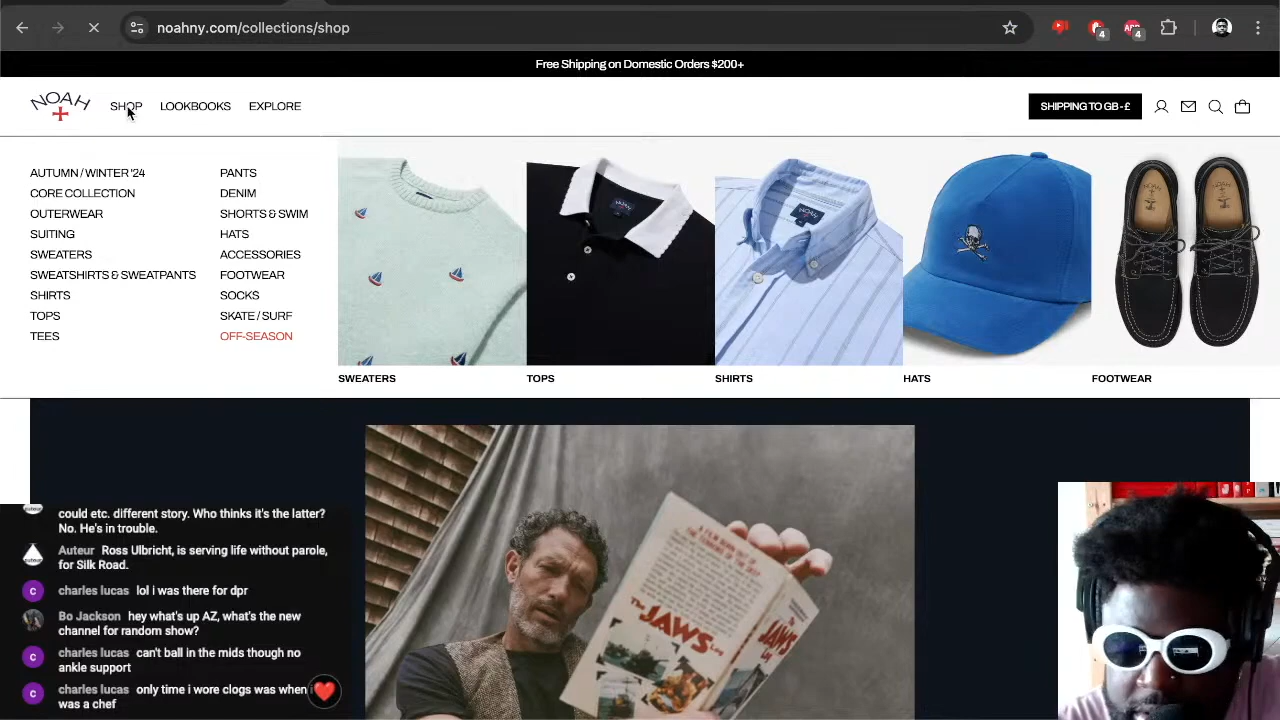 noahny.com/collections/shop
4
4
Free Shipping on Domestic Orders $200+
NOAH
SHOP
LOOKBOOKS
EXPLORE
SHIPPING TO GB - £
AUTUMN / WINTER '24
CORE COLLECTION
OUTERWEAR
SUITING
SWEATERS
SWEATSHIRTS & SWEATPANTS
SHIRTS
TOPS
TEES
PANTS
DENIM
SHORTS & SWIM
HATS
ACCESSORIES
FOOTWEAR
SOCKS
SKATE / SURF
OFF-SEASON
SWEATERS
TOPS
SHIRTS
HATS
FOOTWEAR
The JAWS Log
could etc. different story. Who thinks it's the latter?
No. He's in trouble.
Auteur Ross Ulbricht, is serving life without parole,
for Silk Road.
charles lucas lol i was there for dpr
Bo Jackson hey what's up AZ, what's the new
channel for random show?
charles lucas can't ball in the mids though no
ankle support
charles lucas only time i wore clogs was when
was a chef